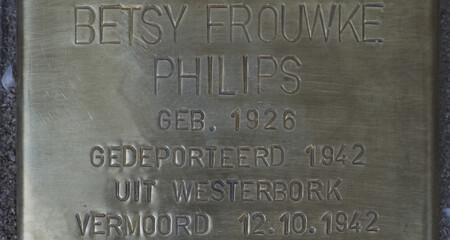 BETSY FROUWKE
PHILIPS
GEB. 1926
GEDEPORTEERD 1942
UIT WESTERBORK
VERMOORD 12.10.1942